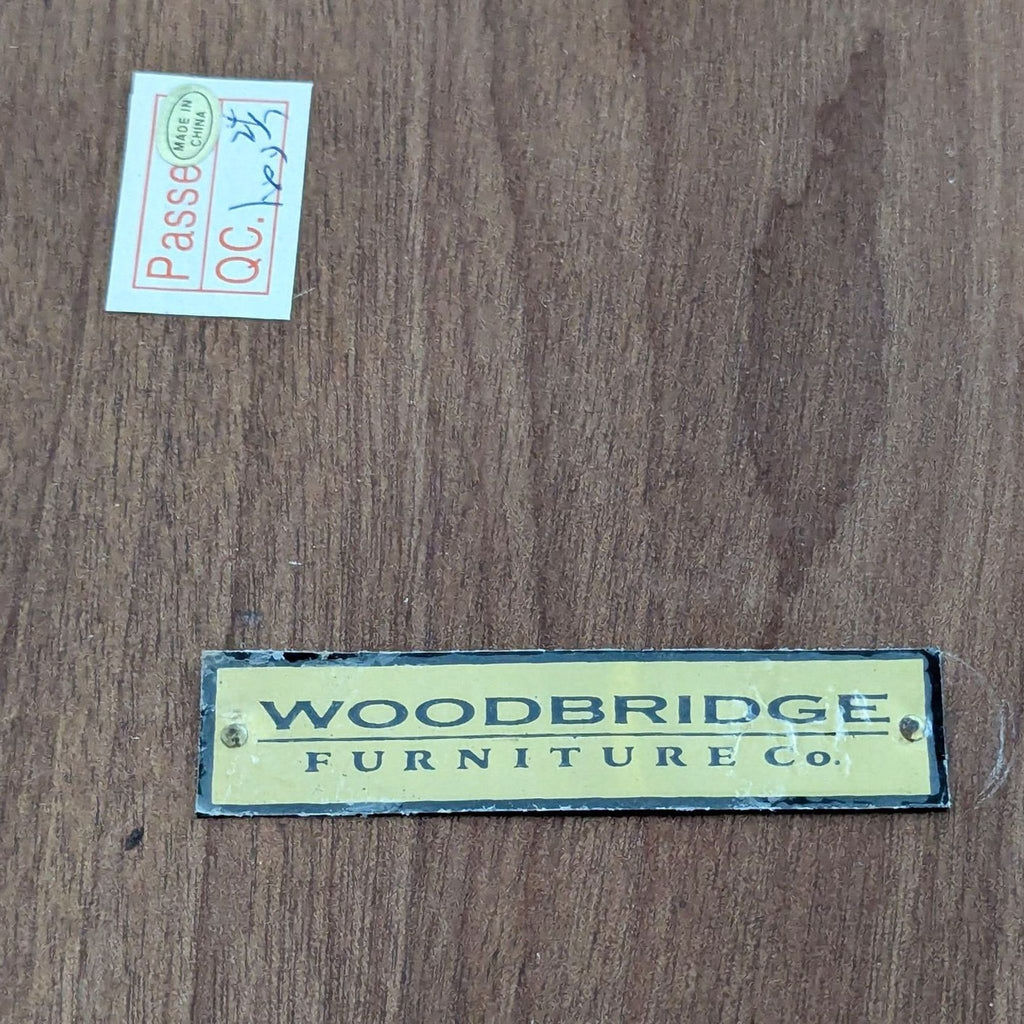 MADE IN
CHINA
Passe
QC.
WOODBRIDGE
FURNITURE Co.